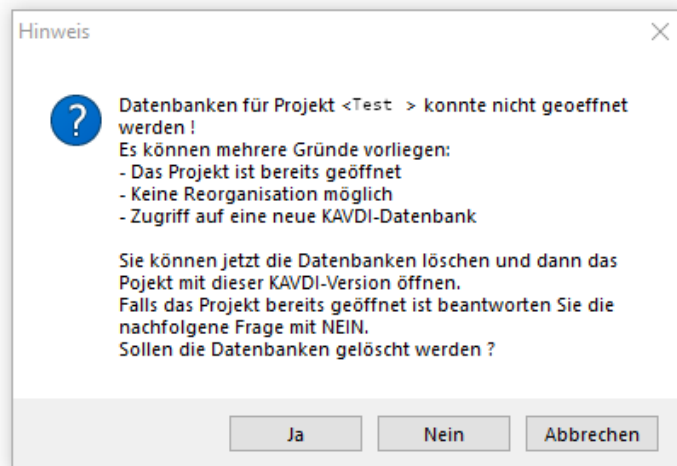 Hinweis
Datenbanken für Projekt <Test > konnte nicht geoeffnet
werden !
Es können mehrere Gründe vorliegen:
- Das Projekt ist bereits geöffnet
- Keine Reorganisation möglich
- Zugriff auf eine neue KAVDI-Datenbank
Sie können jetzt die Datenbanken löschen und dann das
Pojekt mit dieser KAVDI-Version öffnen.
Falls das Projekt bereits geöffnet ist beantworten Sie die
nachfolgene Frage mit NEIN.
Sollen die Datenbanken gelöscht werden ?
Ja
Nein
Abbrechen